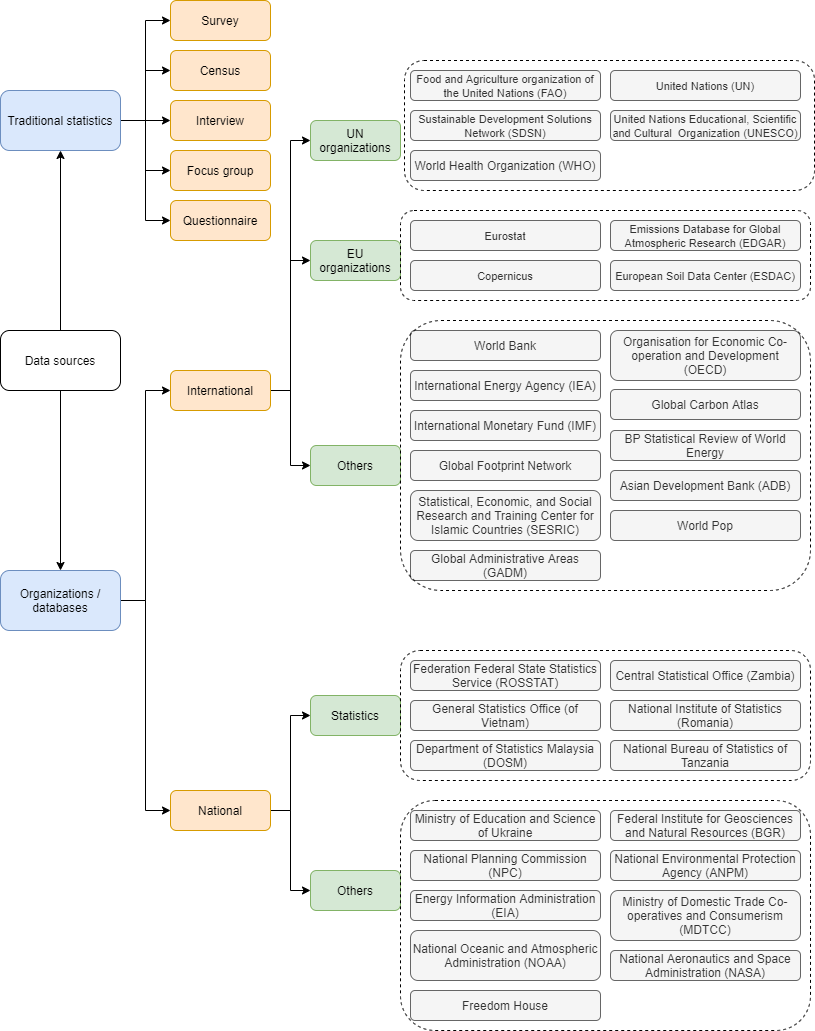 Survey
Census
Traditional statistics
Interview
Focus group
Questionnaire
Data sources
Organizations /
databases
International
National
UN
organizations
Food and Agriculture organization of
the United Nations (FAO)
United Nations (UN)
Sustainable Development Solutions
Network (SDSN)
United Nations Educational, Scientific
and Cultural Organization (UNESCO)
World Health Organization (WHO)
EU
organizations
Eurostat
Emissions Database for Global
Atmospheric Research (EDGAR)
Copernicus
European Soil Data Center (ESDAC)
Others
World Bank
International Energy Agency (IEA)
International Monetary Fund (IMF)
Global Footprint Network
Statistical, Economic, and Social
Research and Training Center for
Islamic Countries (SESRIC)
Global Administrative Areas
(GADM)
Organisation for Economic Co-
operation and Development
(OECD)
Global Carbon Atlas
BP Statistical Review of World
Energy
Asian Development Bank (ADB)
World Pop
Statistics
Federation Federal State Statistics
Service (ROSSTAT)
Central Statistical Office (Zambia)
General Statistics Office (of
Vietnam)
National Institute of Statistics
(Romania)
Department of Statistics Malaysia
(DOSM)
National Bureau of Statistics of
Tanzania
Others
Ministry of Education and Science
of Ukraine
National Planning Commission
(NPC)
Energy Information Administration
(EIA)
National Oceanic and Atmospheric
Administration (NOAA)
Freedom House
Federal Institute for Geosciences
and Natural Resources (BGR)
National Environmental Protection
Agency (ANPM)
Ministry of Domestic Trade Co-
operatives and Consumerism
(MDTCC)
National Aeronautics and Space
Administration (NASA)